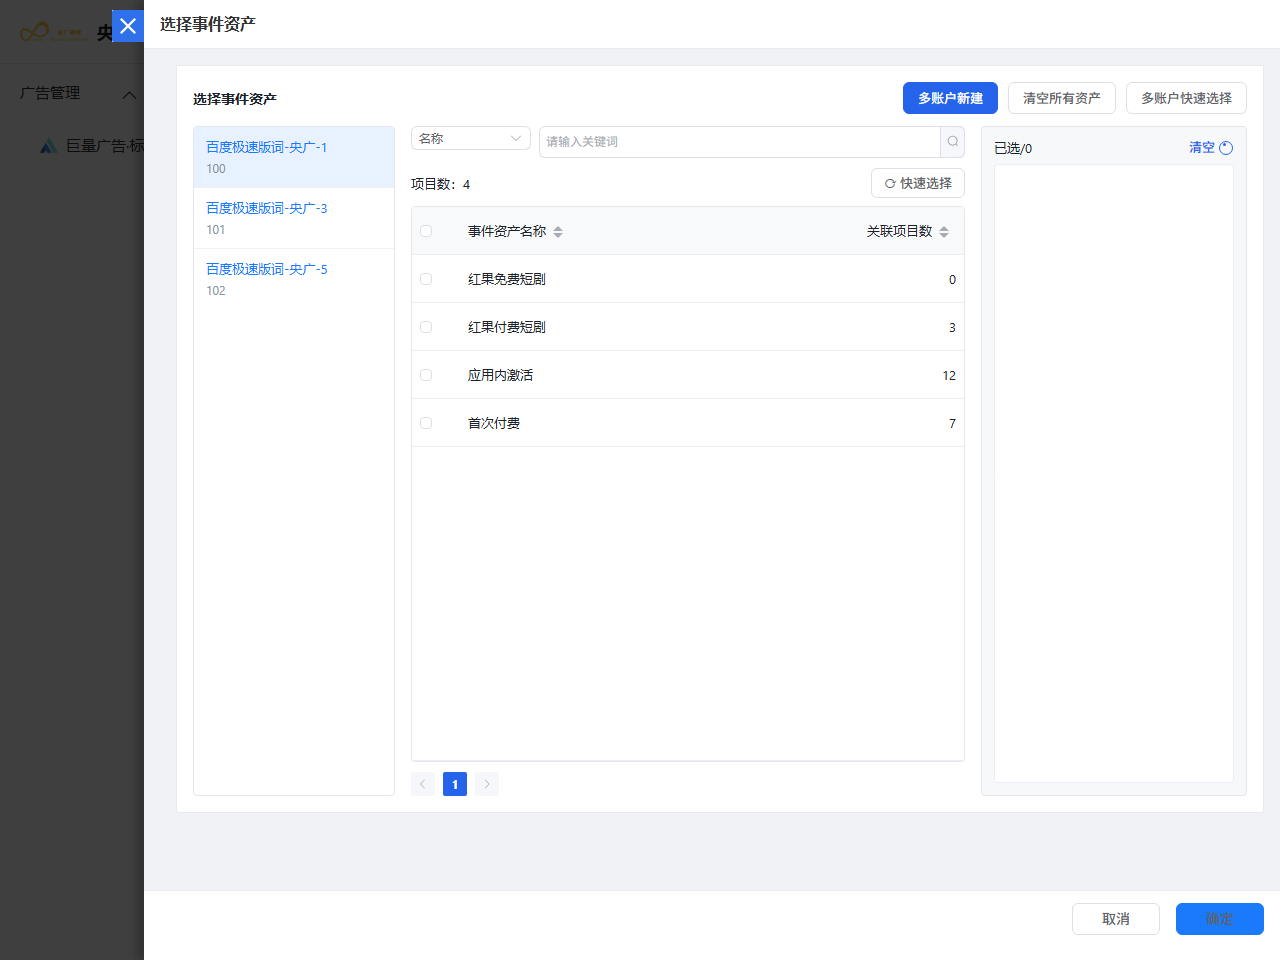 央
选择事件资产
广告管理
巨量广告·标
选择事件资产
多账户新建
清空所有资产
多账户快速选择
百度极速版词-央广-1
100
百度极速版词-央广-3
101
百度极速版词-央广-5
102
名称
请输入关键词
项目数：4
快速选择
事件资产名称
关联项目数
红果免费短剧
0
红果付费短剧
3
应用内激活
12
首次付费
7
1
已选/0
清空
取消
确定